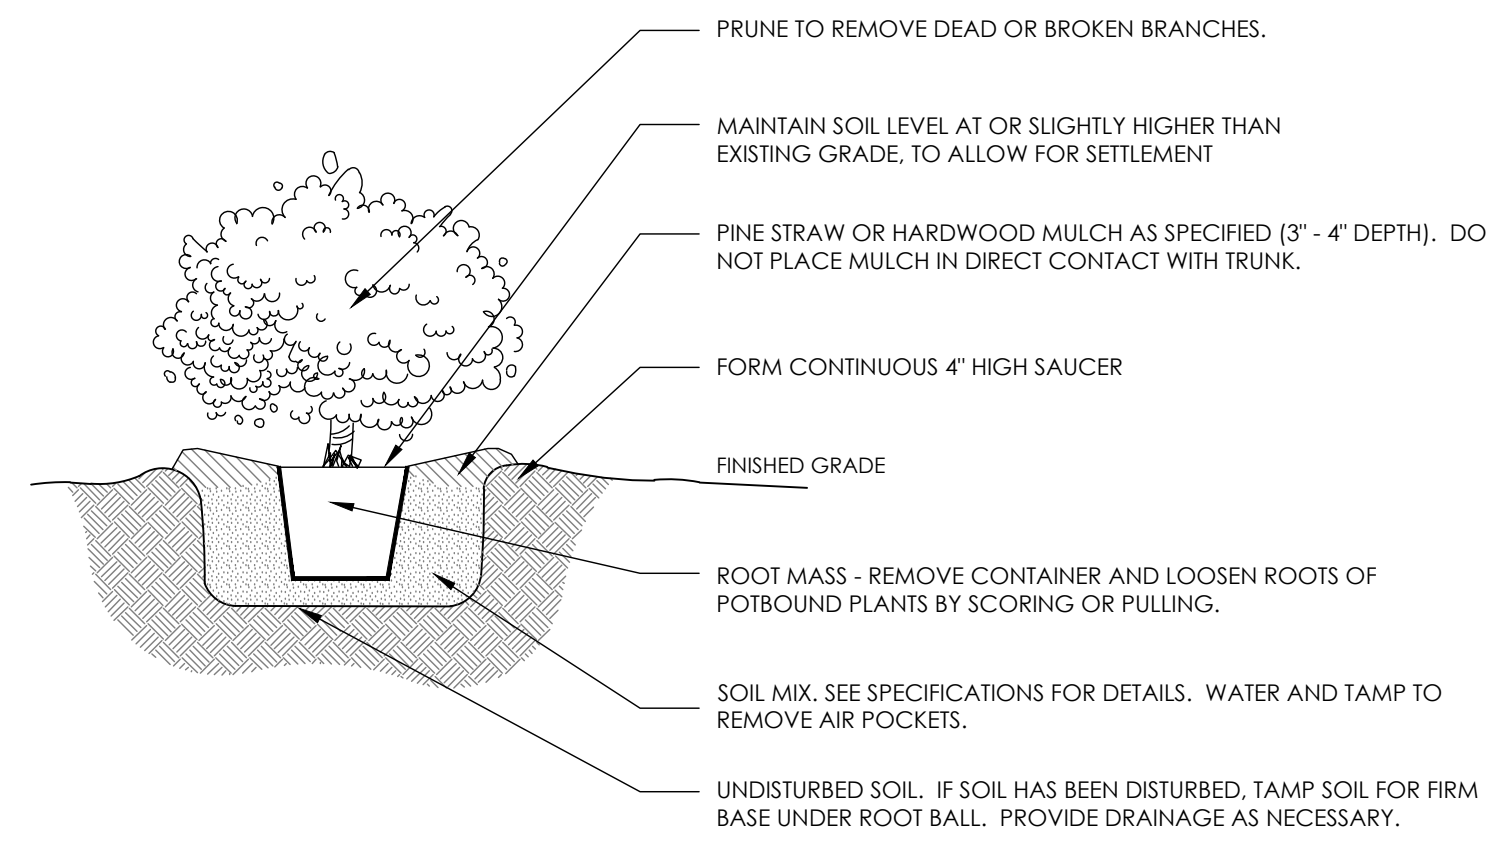 PRUNE TO REMOVE DEAD OR BROKEN BRANCHES.
MAINTAIN SOIL LEVEL AT OR SLIGHTLY HIGHER THAN
EXISTING GRADE, TO ALLOW FOR SETTLEMENT
PINE STRAW OR HARDWOOD MULCH AS SPECIFIED (3" - 4" DEPTH). DO
NOT PLACE MULCH IN DIRECT CONTACT WITH TRUNK.
FORM CONTINUOUS 4" HIGH SAUCER
FINISHED GRADE
ROOT MASS - REMOVE CONTAINER AND LOOSEN ROOTS OF
POTBOUND PLANTS BY SCORING OR PULLING.
SOIL MIX. SEE SPECIFICATIONS FOR DETAILS. WATER AND TAMP TO
REMOVE AIR POCKETS.
UNDISTURBED SOIL. IF SOIL HAS BEEN DISTURBED, TAMP SOIL FOR FIRM
BASE UNDER ROOT BALL. PROVIDE DRAINAGE AS NECESSARY.